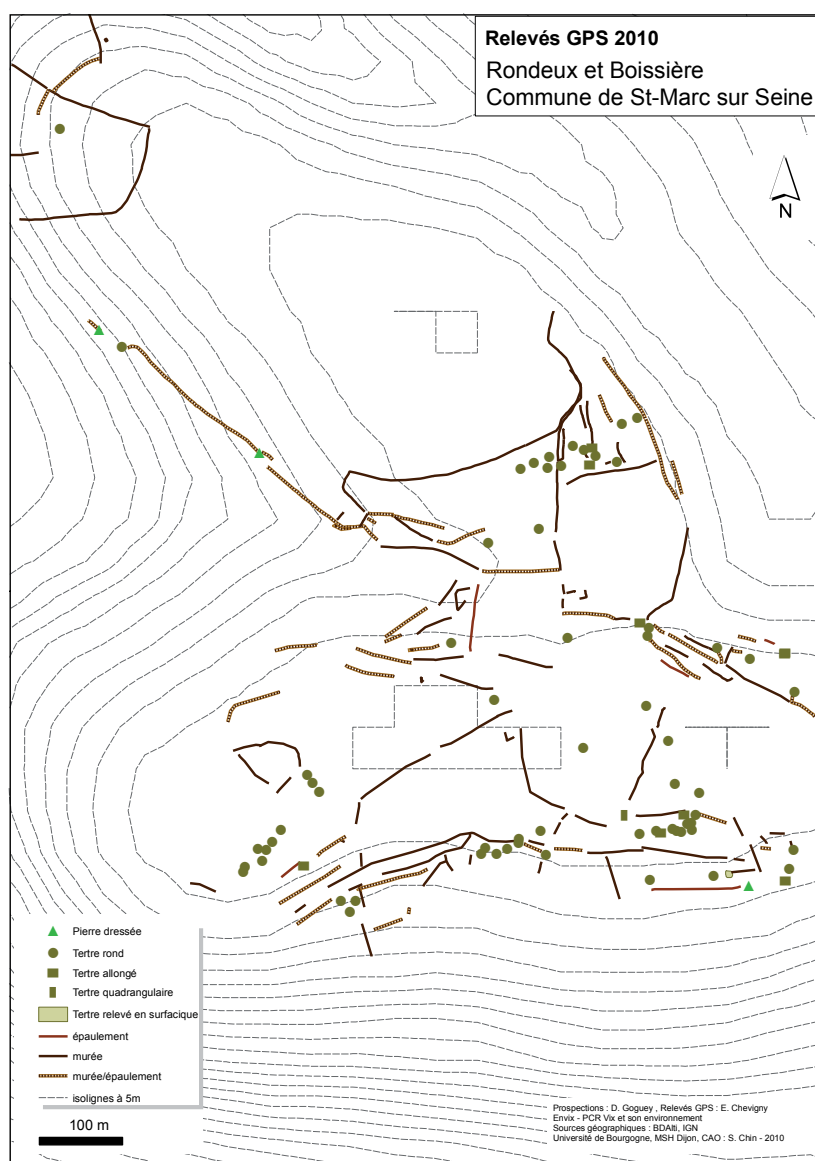 Relevés GPS 2010
Rondeux et Boissière
Commune de St-Marc sur Seine
N
Pierre dressée
Tertre rond
Tertre allongé
Tertre quadrangulaire
Tertre relevé en surfacique
épaulement
murée
murée/épaulement
isolignes à 5m
100 m
Prospections : D. Goguey , Relevés GPS : E. Chevigny
Envix - PCR Vix et son environnement
Sources géographiques : BDAlti, IGN
Université de Bourgogne, MSH Dijon, CAO : S. Chin - 2010